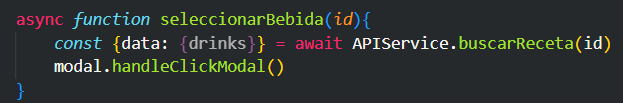 async function seleccionarBebida(id){
const {data: {drinks}} = await APIService.buscarReceta(id)
modal.handleClickModal()
}